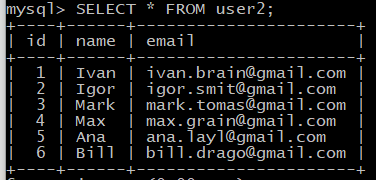 mysql> SELECT * FROM user2;
+----+------+-----------------------+
| id | name | email                 |
+----+------+-----------------------+
|  1 | Ivan | ivan.brain@gmail.com  |
|  2 | Igor | igor.smit@gmail.com   |
|  3 | Mark | mark.tomas@gmail.com  |
|  4 | Max  | max.grain@gmail.com   |
|  5 | Ana  | ana.layl@gmail.com    |
|  6 | Bill | bill.drago@gmail.com  |
+----+------+-----------------------+